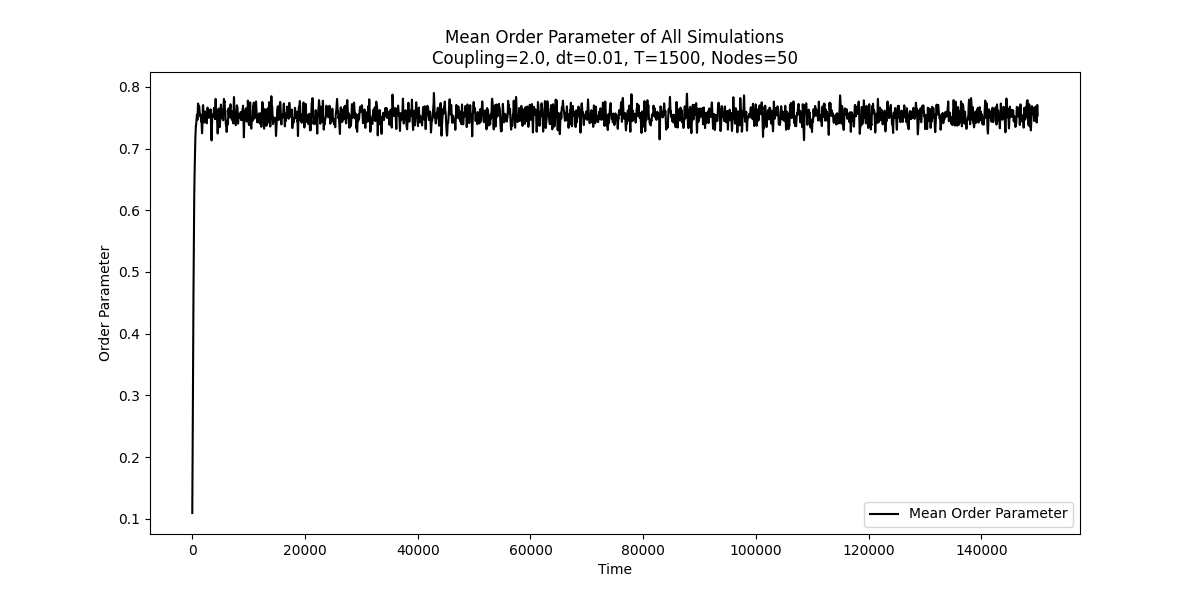 Mean Order Parameter of All Simulations
Coupling=2.0, dt=0.01, T=1500, Nodes=50
0.8
0.7
0.6
0.5
0.4
0.3
0.2
0.1
Order Parameter
Mean Order Parameter
0 20000 40000 60000 80000 100000 120000 140000
Time